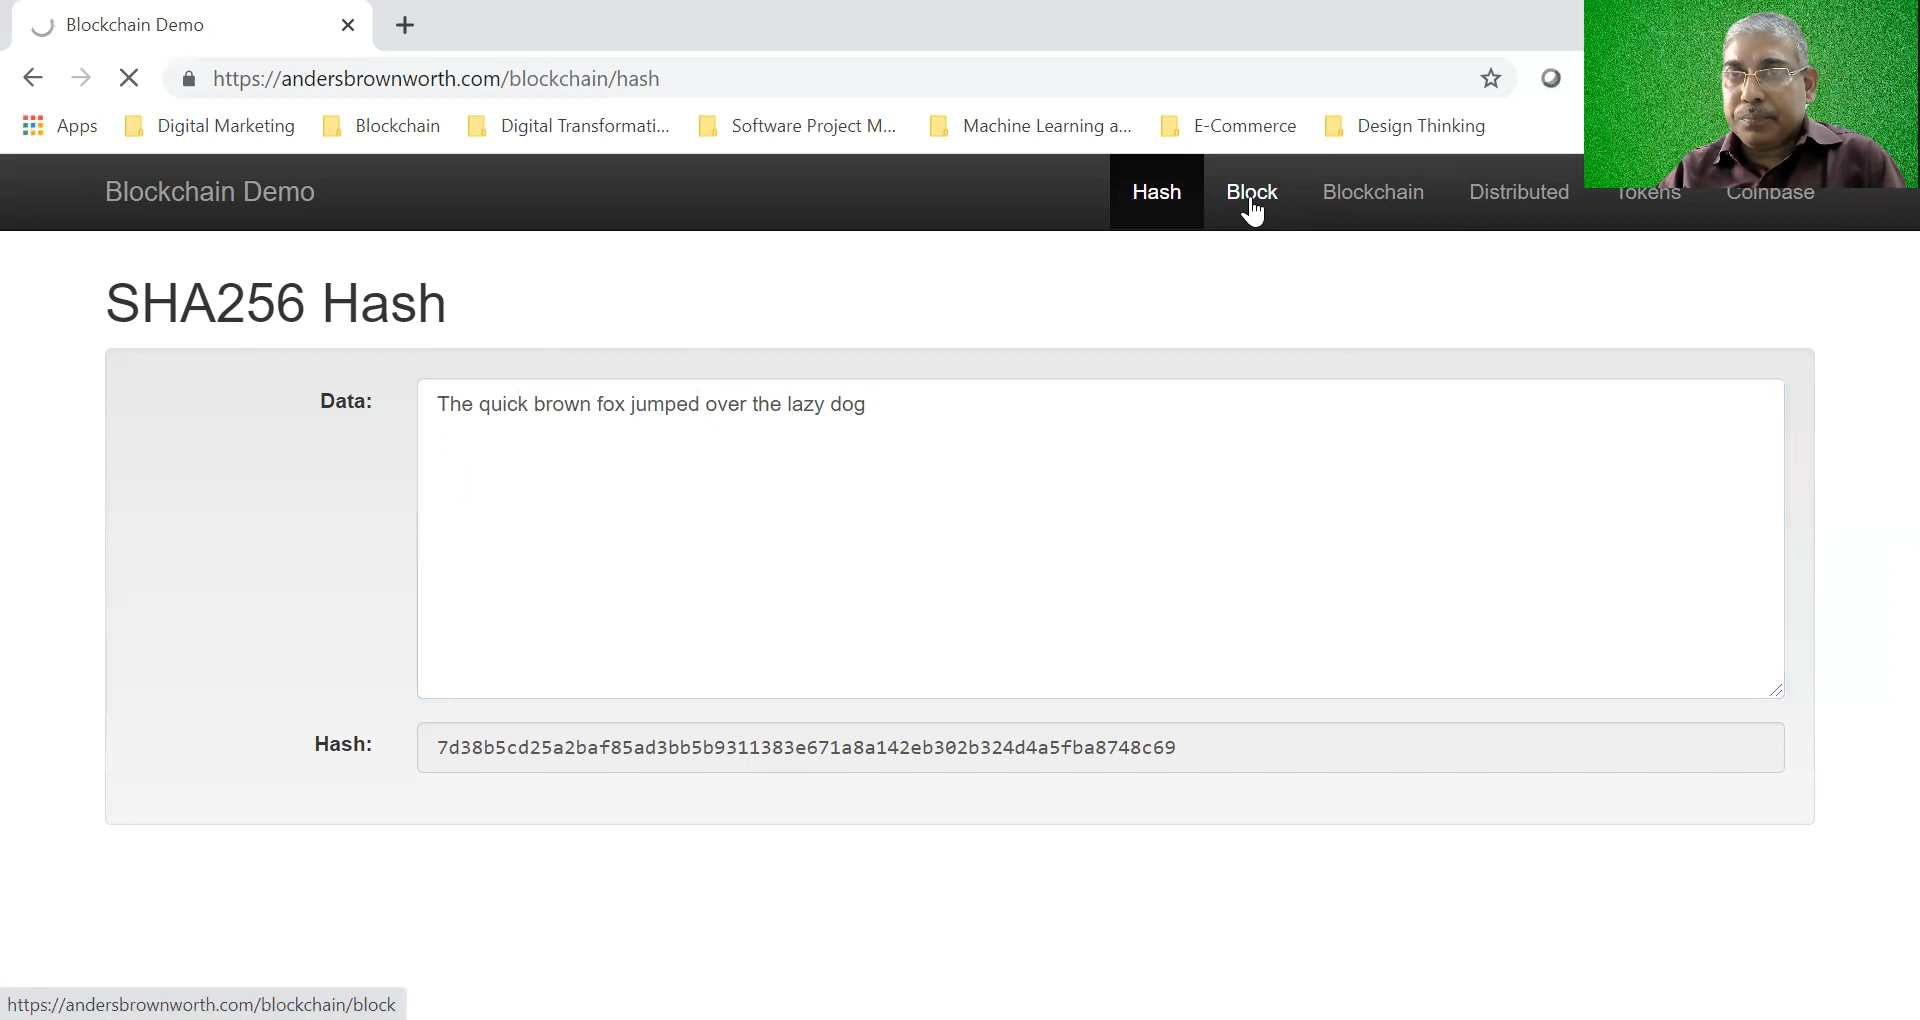 Blockchain Demo
https://andersbrownworth.com/blockchain/hash
Apps Digital Marketing Blockchain Digital Transformati... Software Project M... Machine Learning a... E-Commerce Design Thinking
Blockchain Demo Hash Block Blockchain Distributed Tokens Coinbase
SHA256 Hash
Data: The quick brown fox jumped over the lazy dog
Hash: 7d38b5cd25a2baf85ad3bb5b9311383e671a8a142eb302b324d4a5fba8748c69
https://andersbrownworth.com/blockchain/block